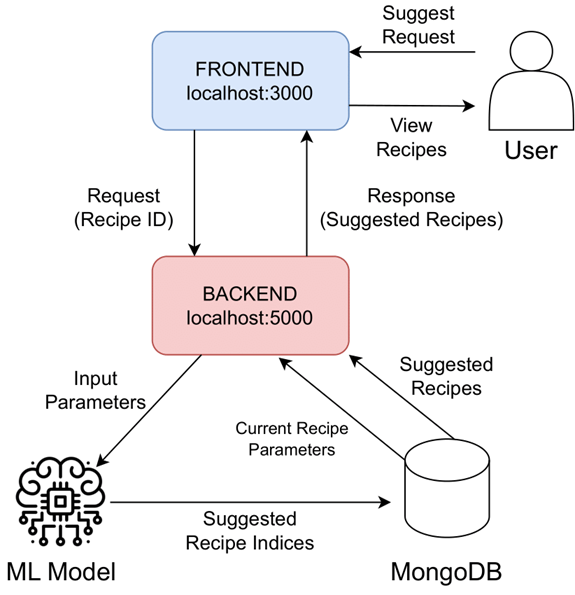 Suggest
Request
FRONTEND
localhost:3000
View
Recipes
User
Request
(Recipe ID)
Response
(Suggested Recipes)
BACKEND
localhost:5000
Input
Parameters
Suggested
Recipes
Current Recipe
Parameters
Suggested
Recipe Indices
ML Model
MongoDB